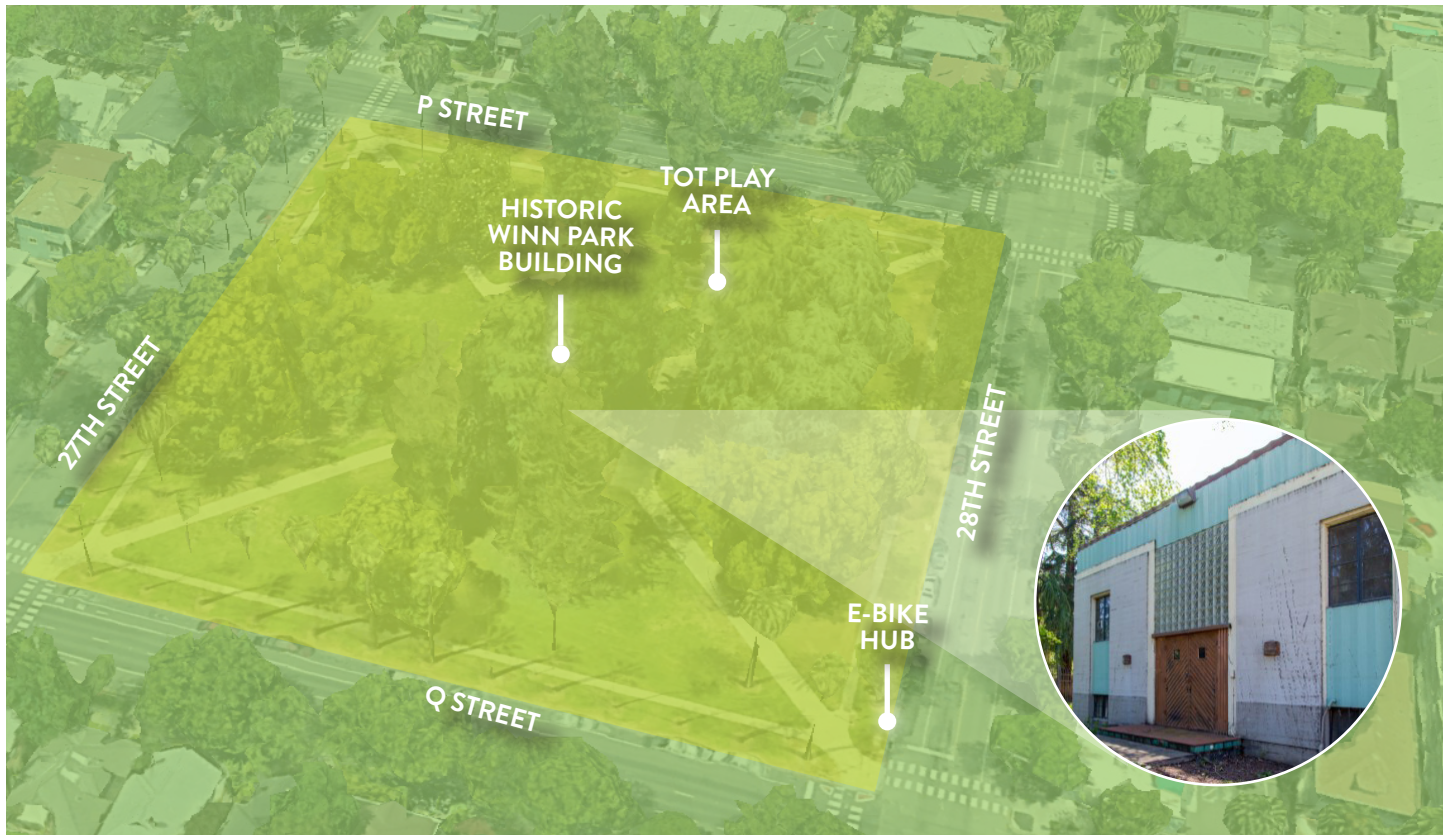 P STREET
TOT PLAY
AREA
HISTORIC
WINN PARK
BUILDING
27TH STREET
28TH STREET
E-BIKE
HUB
Q STREET